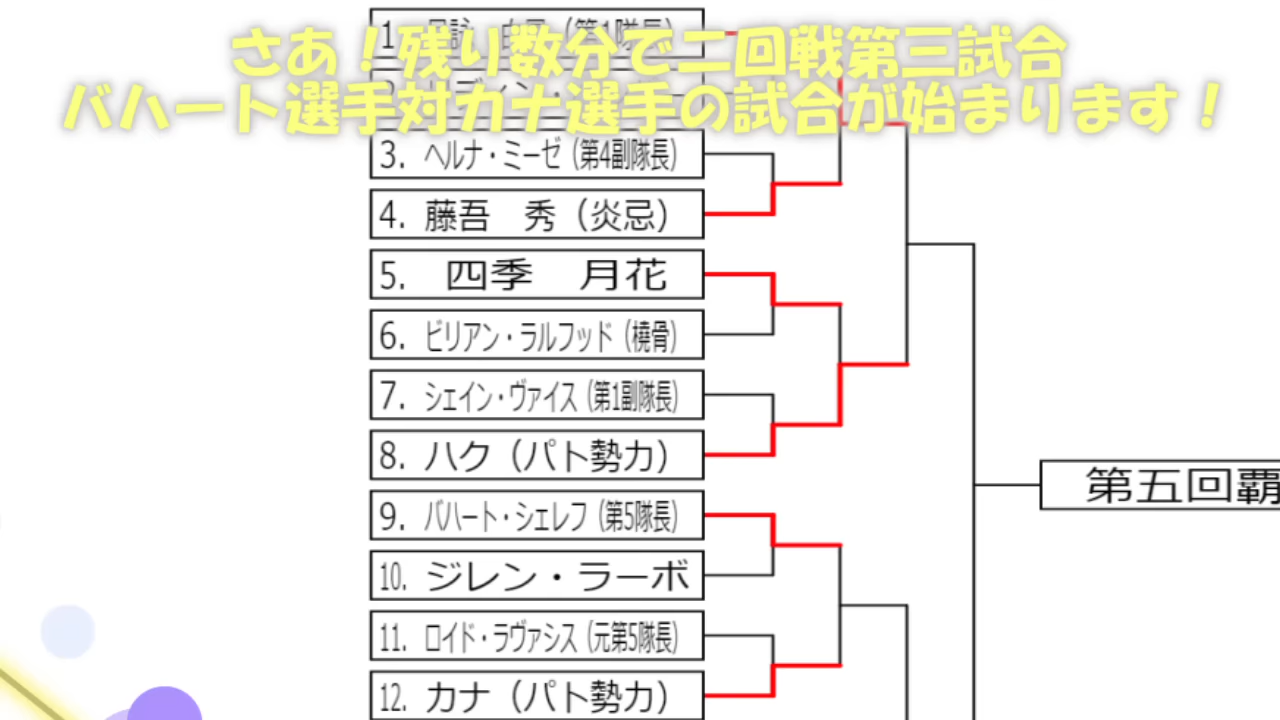 さあ！残り数分で二回戦第三試合
バハート選手対カナ選手の試合が始まります！
1.
3. ヘルナ・ミーゼ（第4副隊長）
4. 藤吾　秀（炎忌）
5. 四季　月花
6. ビリアン・ラルフッド（橈骨）
7. シェイン・ヴァイス（第1副隊長）
8. ハク（パト勢力）
9. バハート・シェレフ（第5隊長）
10. ジレン・ラーボ
11. ロイド・ラヴァシス（元第5隊長）
12. カナ（パト勢力）
第五回覇